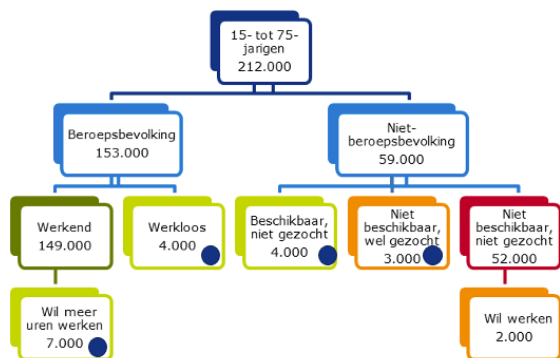 15- tot 75-
jarigen
212.000
Beroepsbevolking
153.000
Niet-
beroepsbevolking
59.000
Werkend
149.000
Werkloos
4.000
Beschikbaar,
niet gezocht
4.000
Niet
beschikbaar,
wel gezocht
3.000
Niet
beschikbaar,
niet gezocht
52.000
Wil meer
uren werken
7.000
Wil werken
2.000